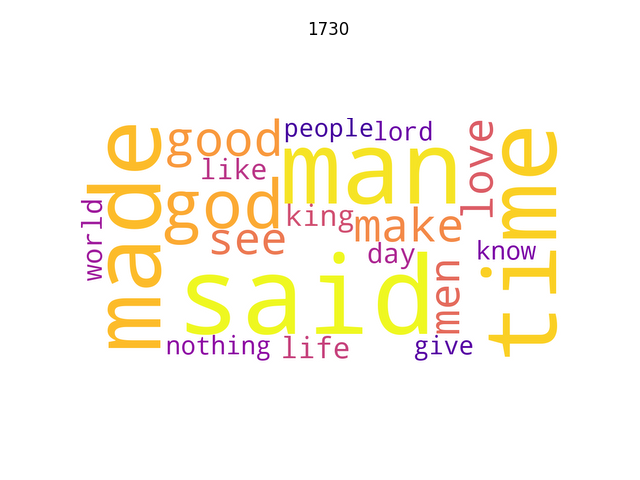 1730
people
lord
good
man
love
time
made
like
god
king
make
world
see
day
know
men
said
nothing
life
give